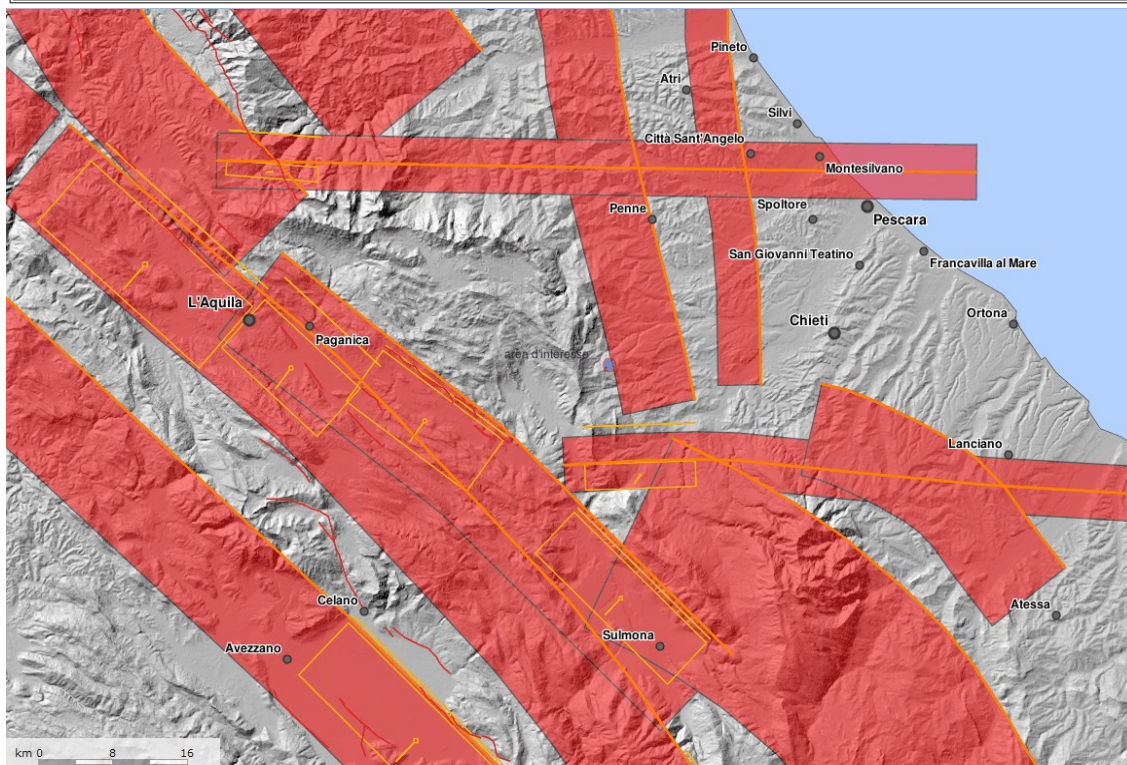 Pineto
Atri
Silvi
Città Sant'Angelo
Montesilvano
Penne
Spoltore
Pescara
San Giovanni Teatino
Francavilla al Mare
L'Aquila
Ortona
Paganica
Chieti
area d'interesse
Lanciano
Celano
Atessa
Sulmona
Avezzano
km 0 8 16